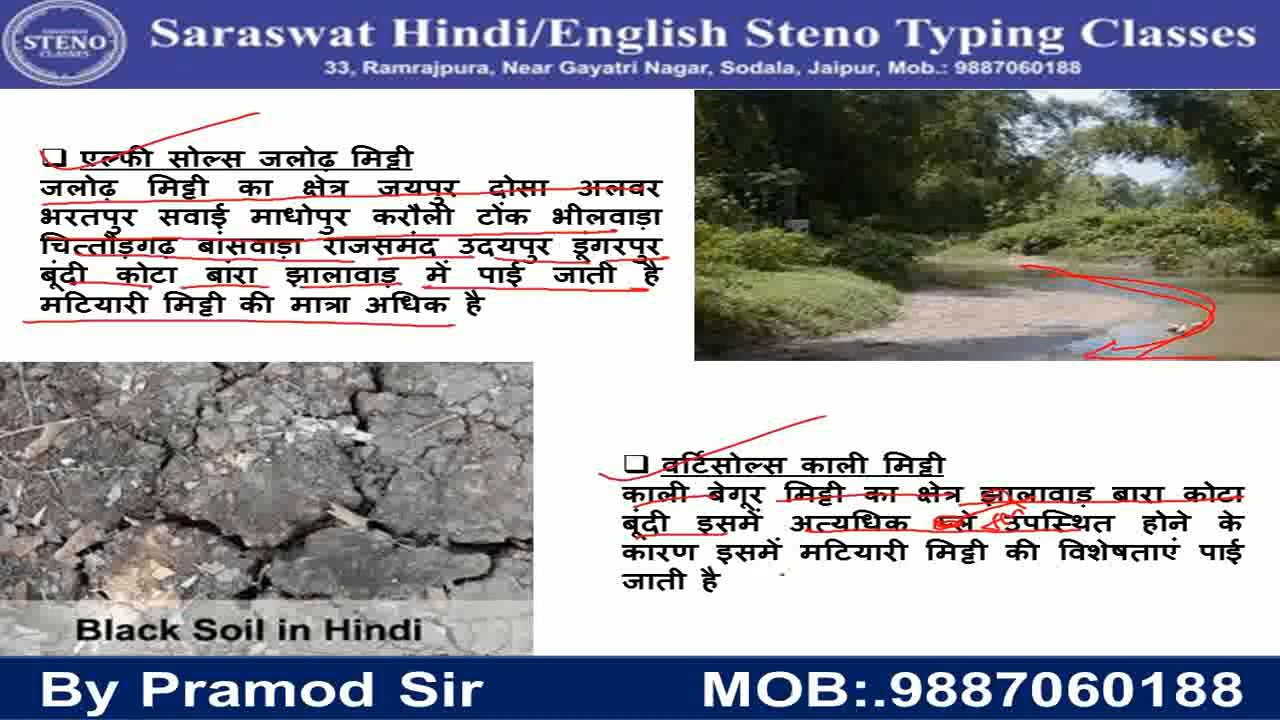 STENO
CLASSES
Saraswat Hindi/English Steno Typing Classes
33, Ramrajpura, Near Gayatri Nagar, Sodala, Jaipur, Mob.: 9887060188
एल्फी सोल्स जलोढ़ मिट्टी
जलोढ़ मिट्टी का क्षेत्र जयपुर दोसा अलवर
भरतपुर सवाई माधोपुर करौली टोंक भीलवाड़ा
चित्तौड़गढ़ बांसवाड़ा राजसमंद उदयपुर डूंगरपुर
बूंदी कोटा बांरा झालावाड़ में पाई जाती है
मटियारी मिट्टी की मात्रा अधिक है
वर्टिसोल्स काली मिट्टी
काली बेगूर मिट्टी का क्षेत्र झालावाड़ बारा कोटा
बूंदी इसमें अत्यधिक उपस्थित होने के
कारण इसमें मटियारी मिट्टी की विशेषताएं पाई
जाती है
Black Soil in Hindi
By Pramod Sir
MOB:.9887060188